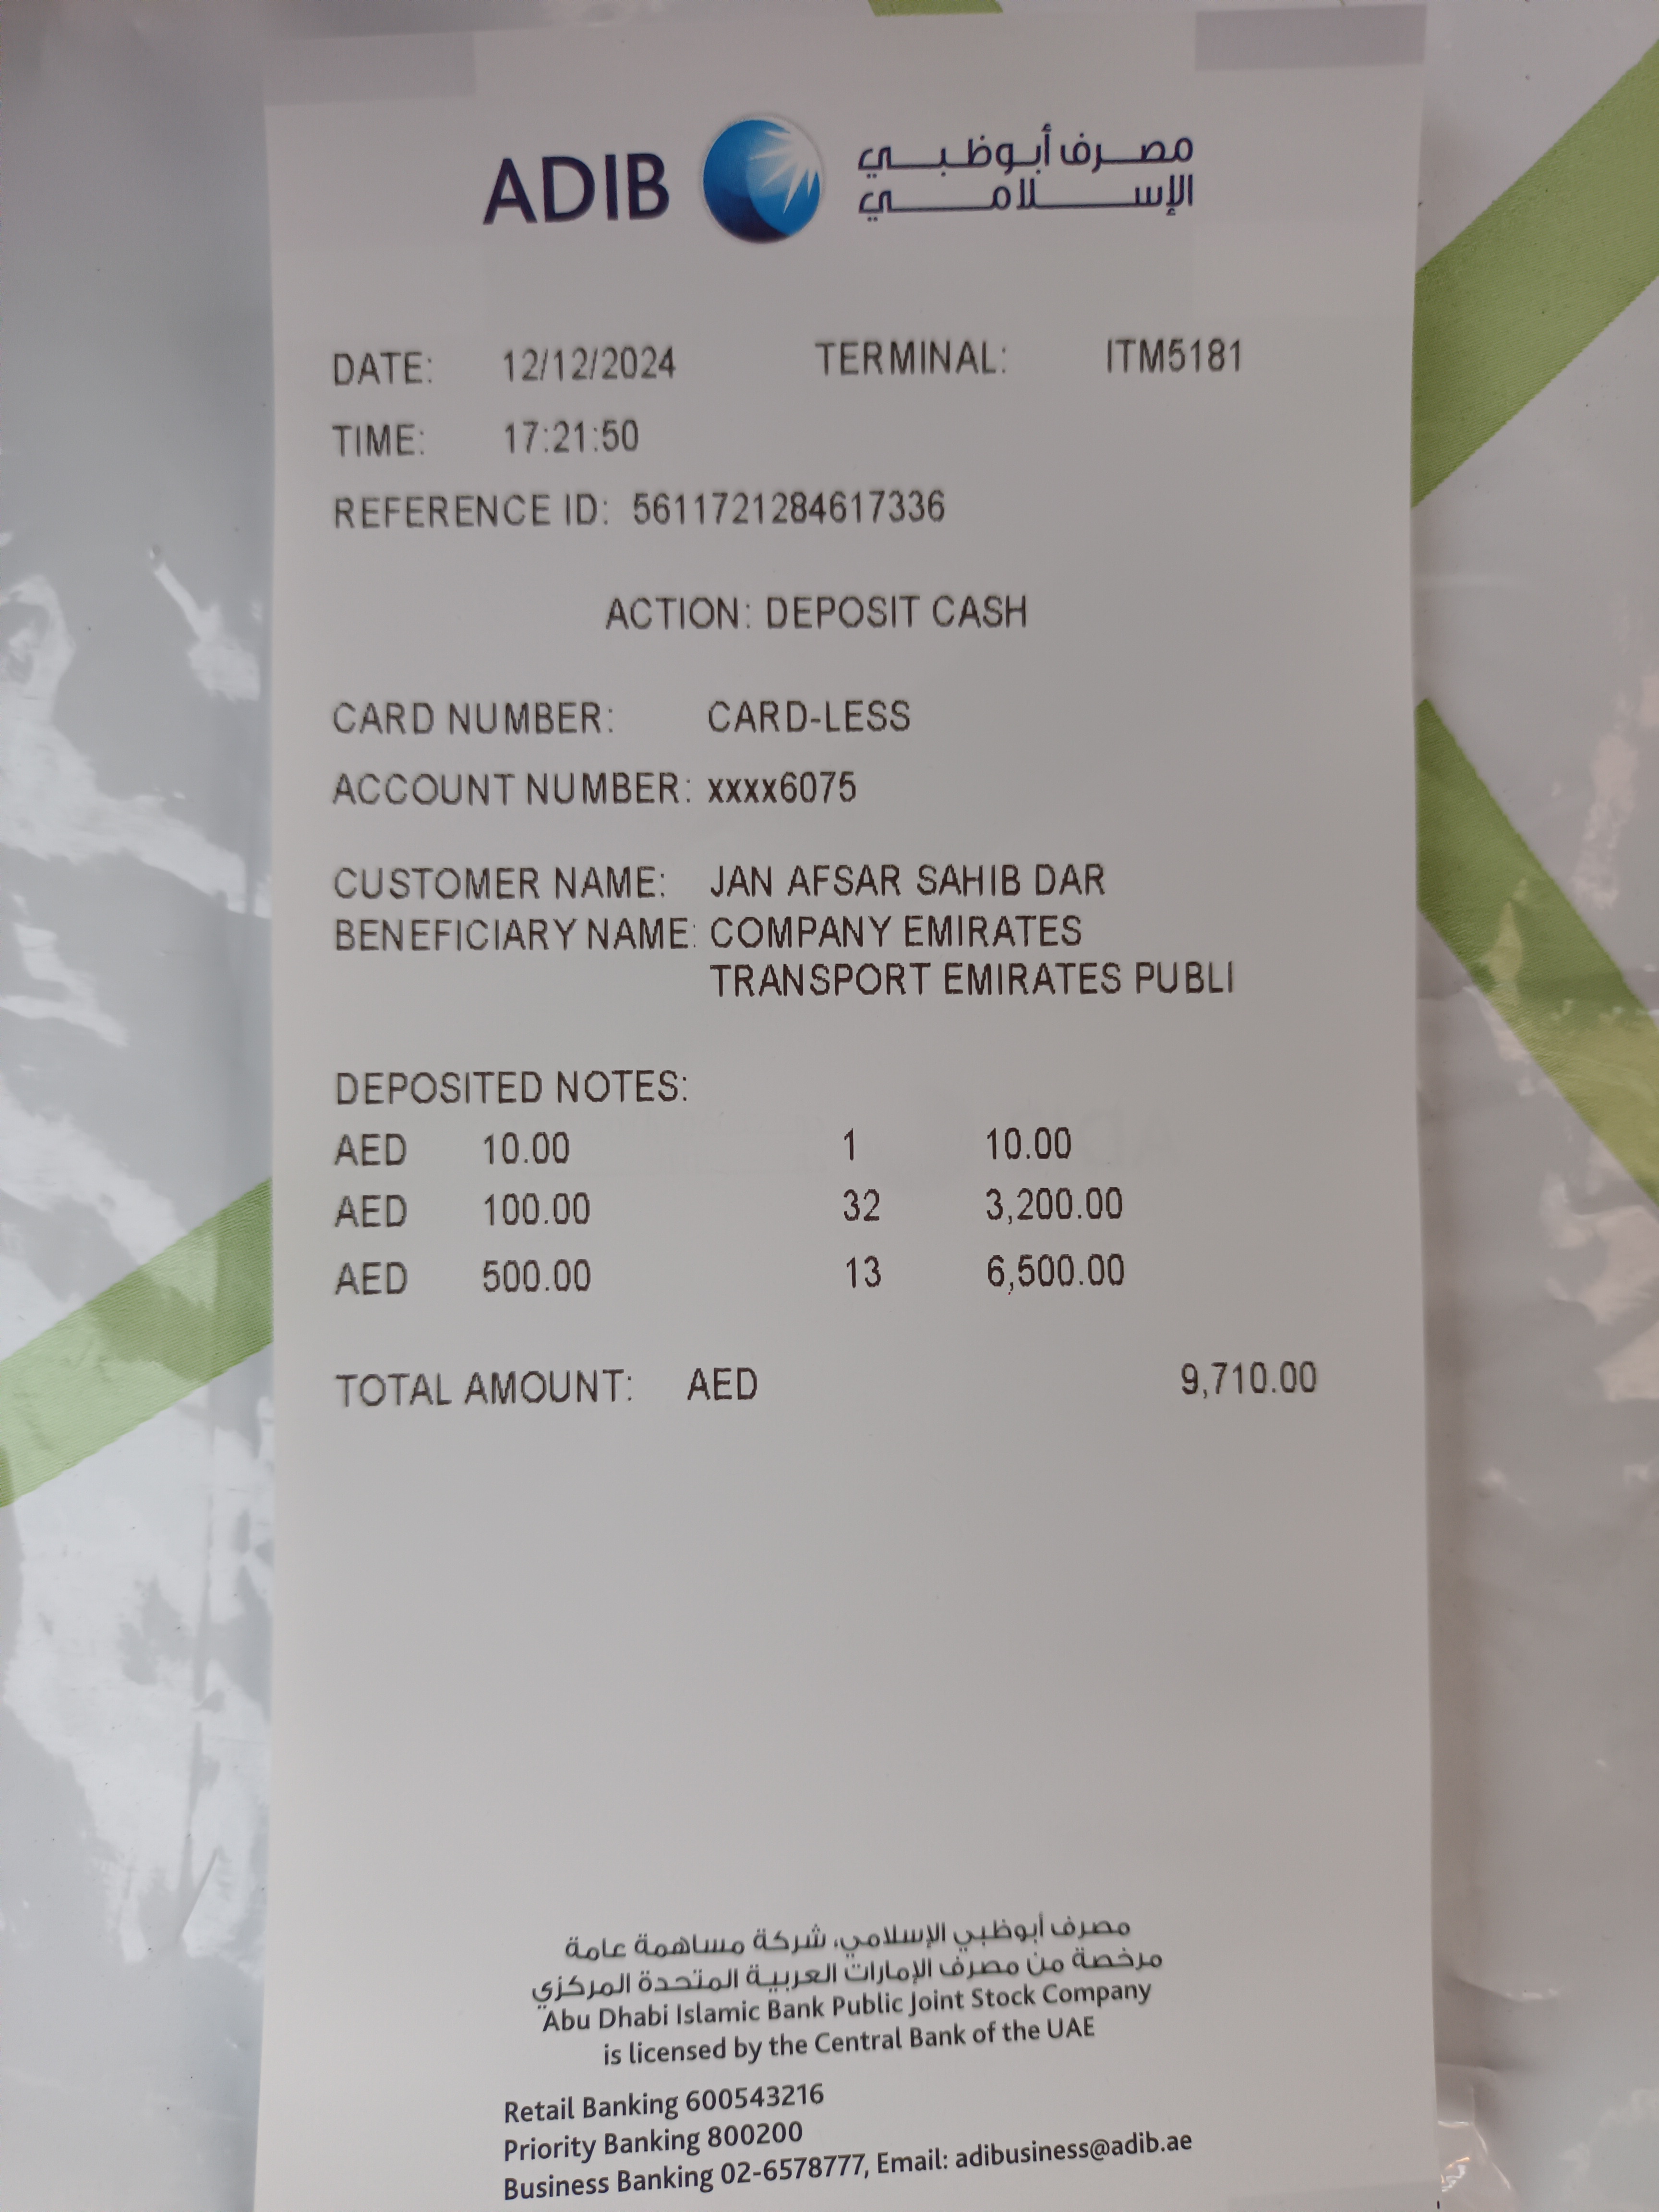 ADIB مصرف أبوظبي
الإسلامي
DATE: 12/12/2024 TERMINAL: ITM5181
TIME: 17:21:50
REFERENCE ID: 5611721284617336
ACTION: DEPOSIT CASH
CARD NUMBER: CARD-LESS
ACCOUNT NUMBER: xxxx6075
CUSTOMER NAME: JAN AFSAR SAHIB DAR
BENEFICIARY NAME: COMPANY EMIRATES
TRANSPORT EMIRATES PUBLI
DEPOSITED NOTES:
AED 10.00 1 10.00
AED 100.00 32 3,200.00
AED 500.00 13 6,500.00
TOTAL AMOUNT: AED 9,710.00
مصرف أبوظبي الإسلامي، شركة مساهمة عامة
مرخصة من مصرف الإمارات العربية المتحدة المركزي
Abu Dhabi Islamic Bank Public Joint Stock Company
is licensed by the Central Bank of the UAE
Retail Banking 600543216
Priority Banking 800200
Business Banking 02-6578777, Email: adibusiness@adib.ae